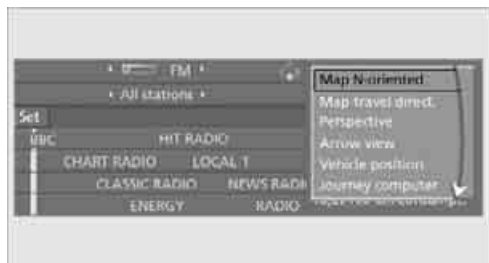 FM
All stations
Set
BBC HIT RADIO
CHART RADIO LOCAL 1
CLASSIC RADIO NEWS RADI
ENERGY RADIO
Map N-oriented
Map travel direct.
Perspective
Arrow view
Vehicle position
Journey computer